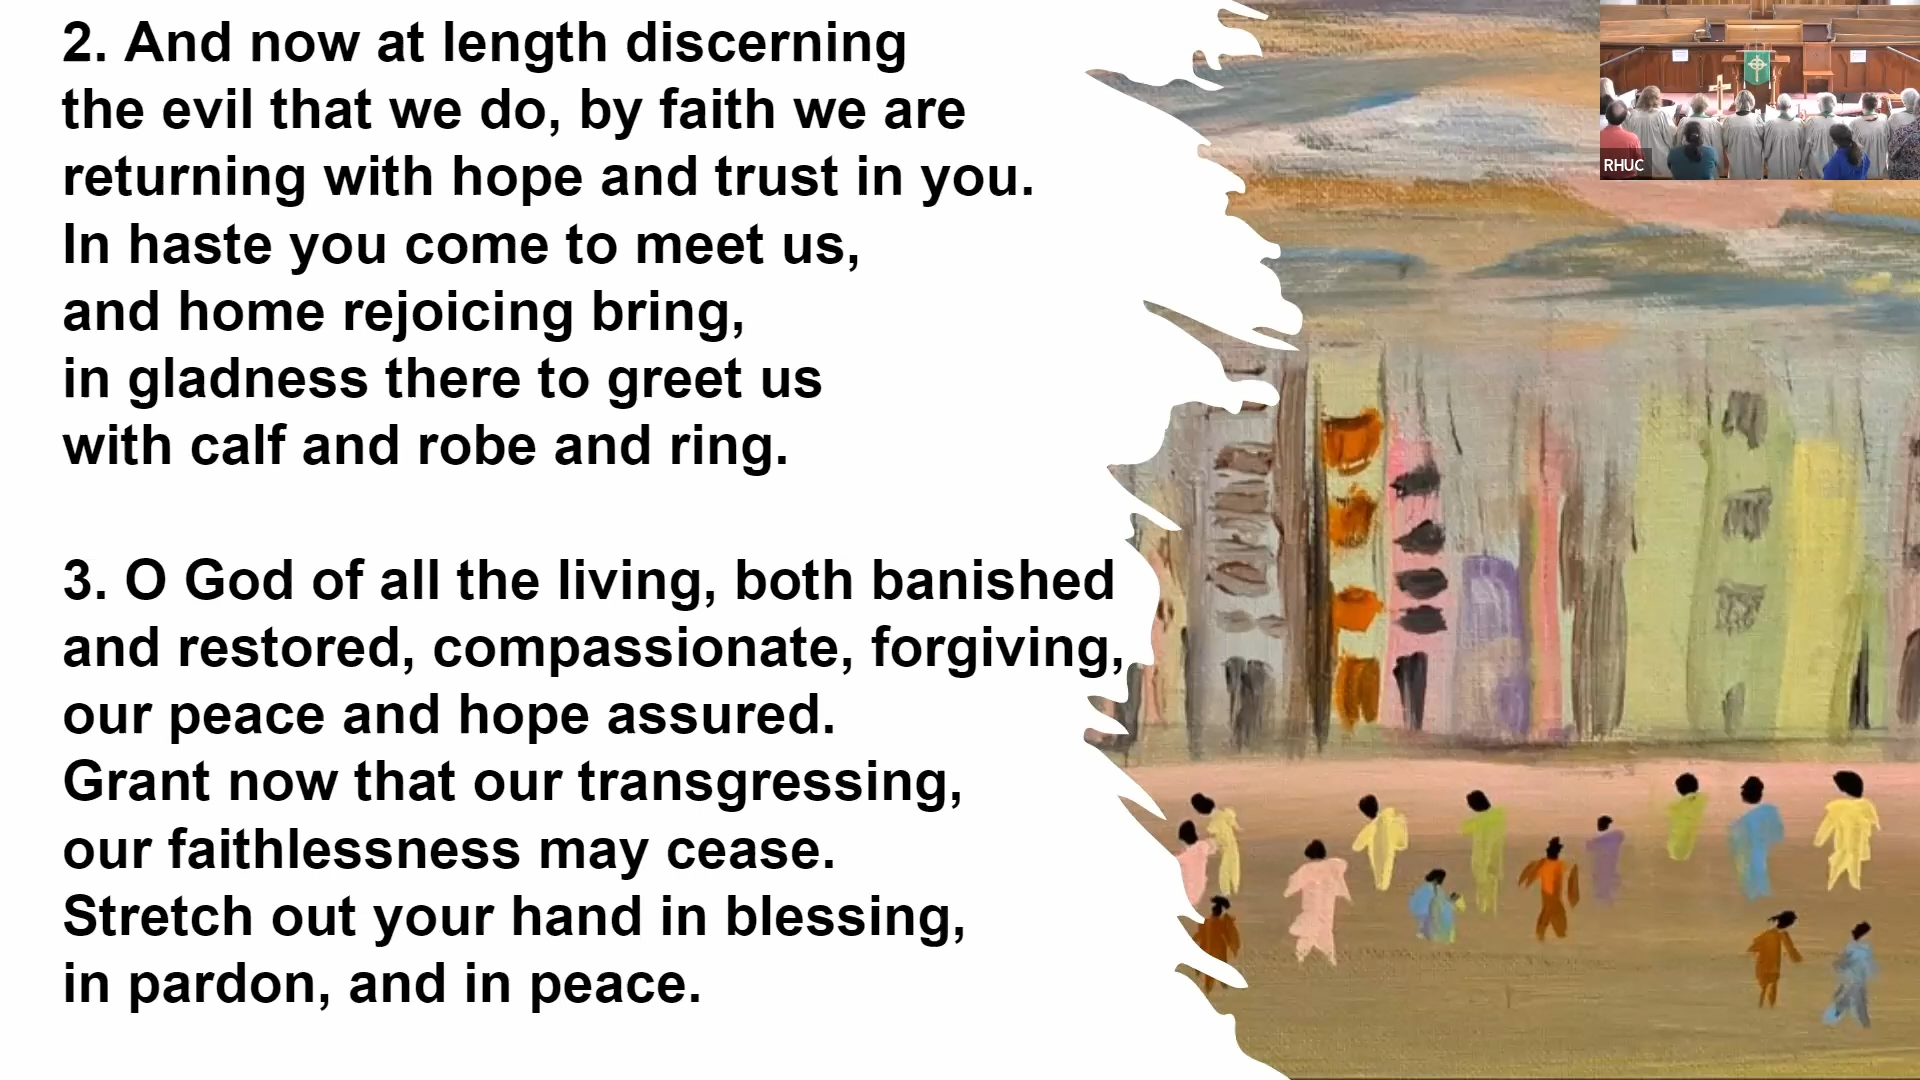 2. And now at length discerning
the evil that we do, by faith we are
returning with hope and trust in you.
In haste you come to meet us,
and home rejoicing bring,
in gladness there to greet us
with calf and robe and ring.
3. O God of all the living, both banished
and restored, compassionate, forgiving,
our peace and hope assured.
Grant now that our transgressing,
our faithlessness may cease.
Stretch out your hand in blessing,
in pardon, and in peace.
RHUC